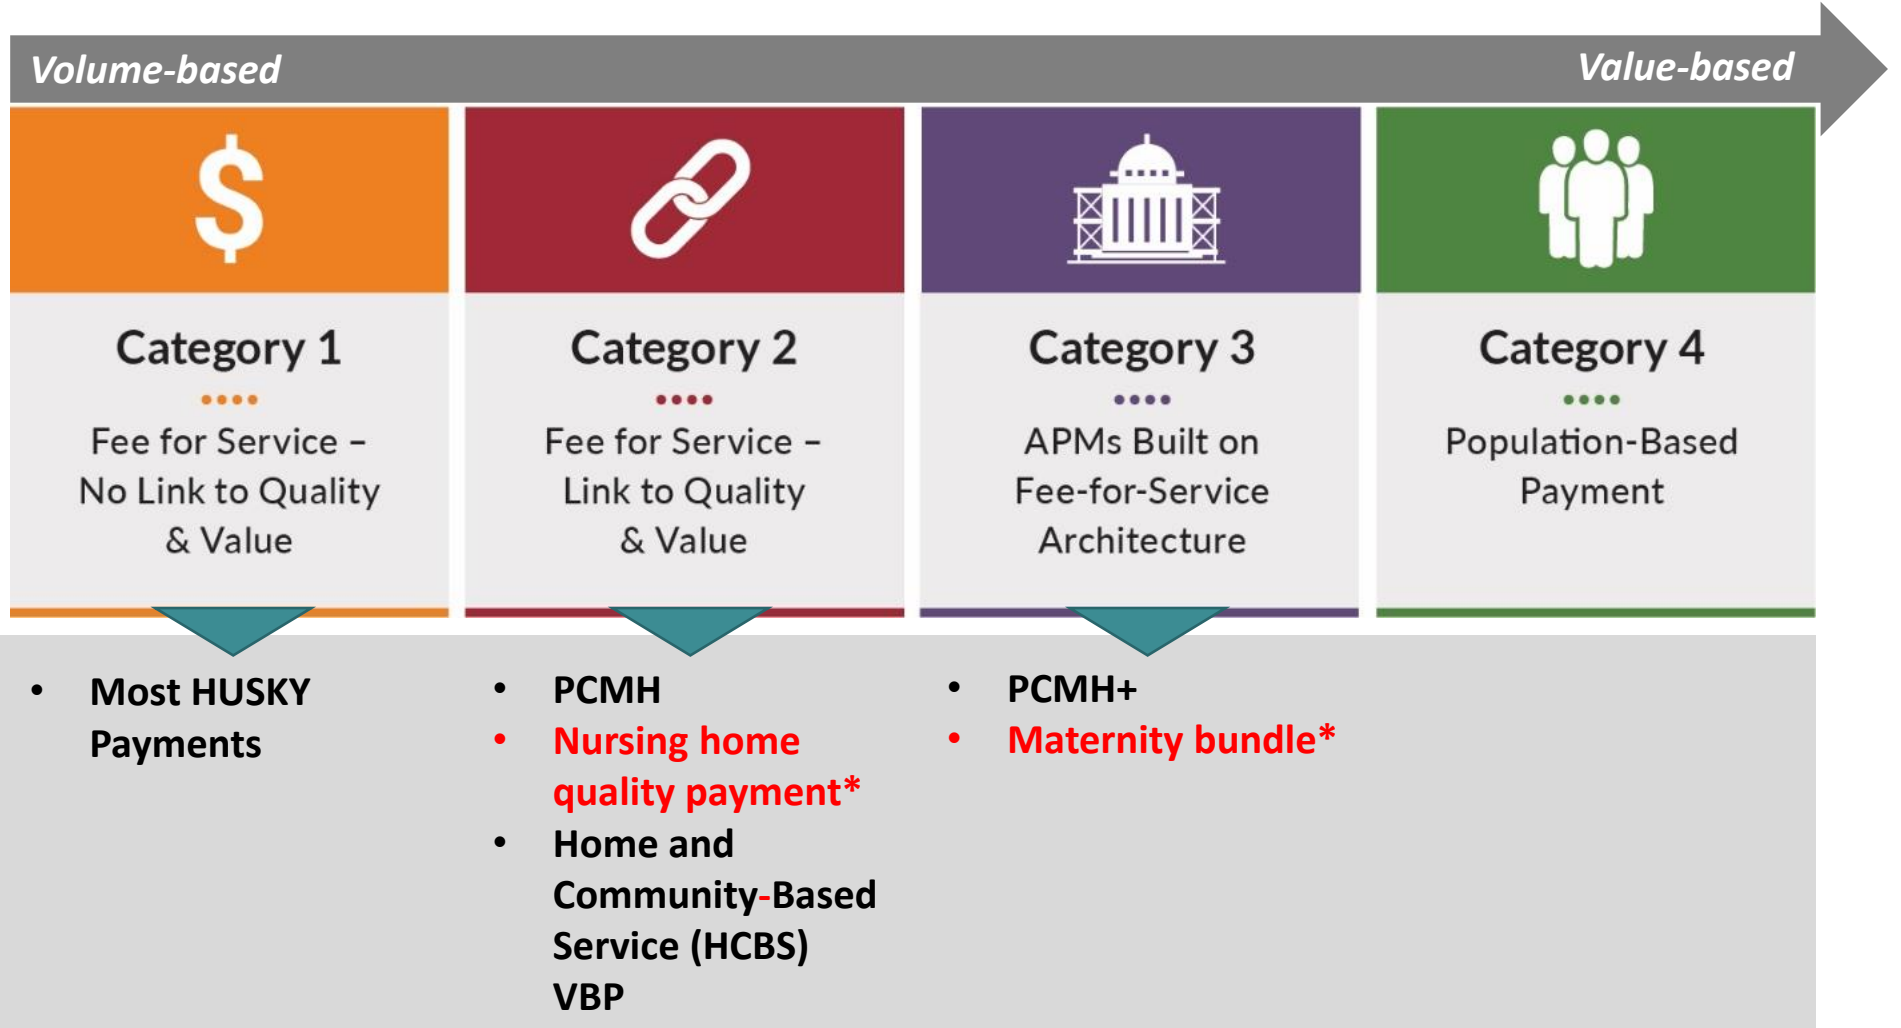 Volume-based
Value-based
Category 1
Fee for Service –
No Link to Quality
& Value
Category 2
Fee for Service –
Link to Quality
& Value
Category 3
APMs Built on
Fee-for-Service
Architecture
Category 4
Population-Based
Payment
• Most HUSKY
Payments
• PCMH
• Nursing home
quality payment*
• Home and
Community-Based
Service (HCBS)
VBP
• PCMH+
• Maternity bundle*